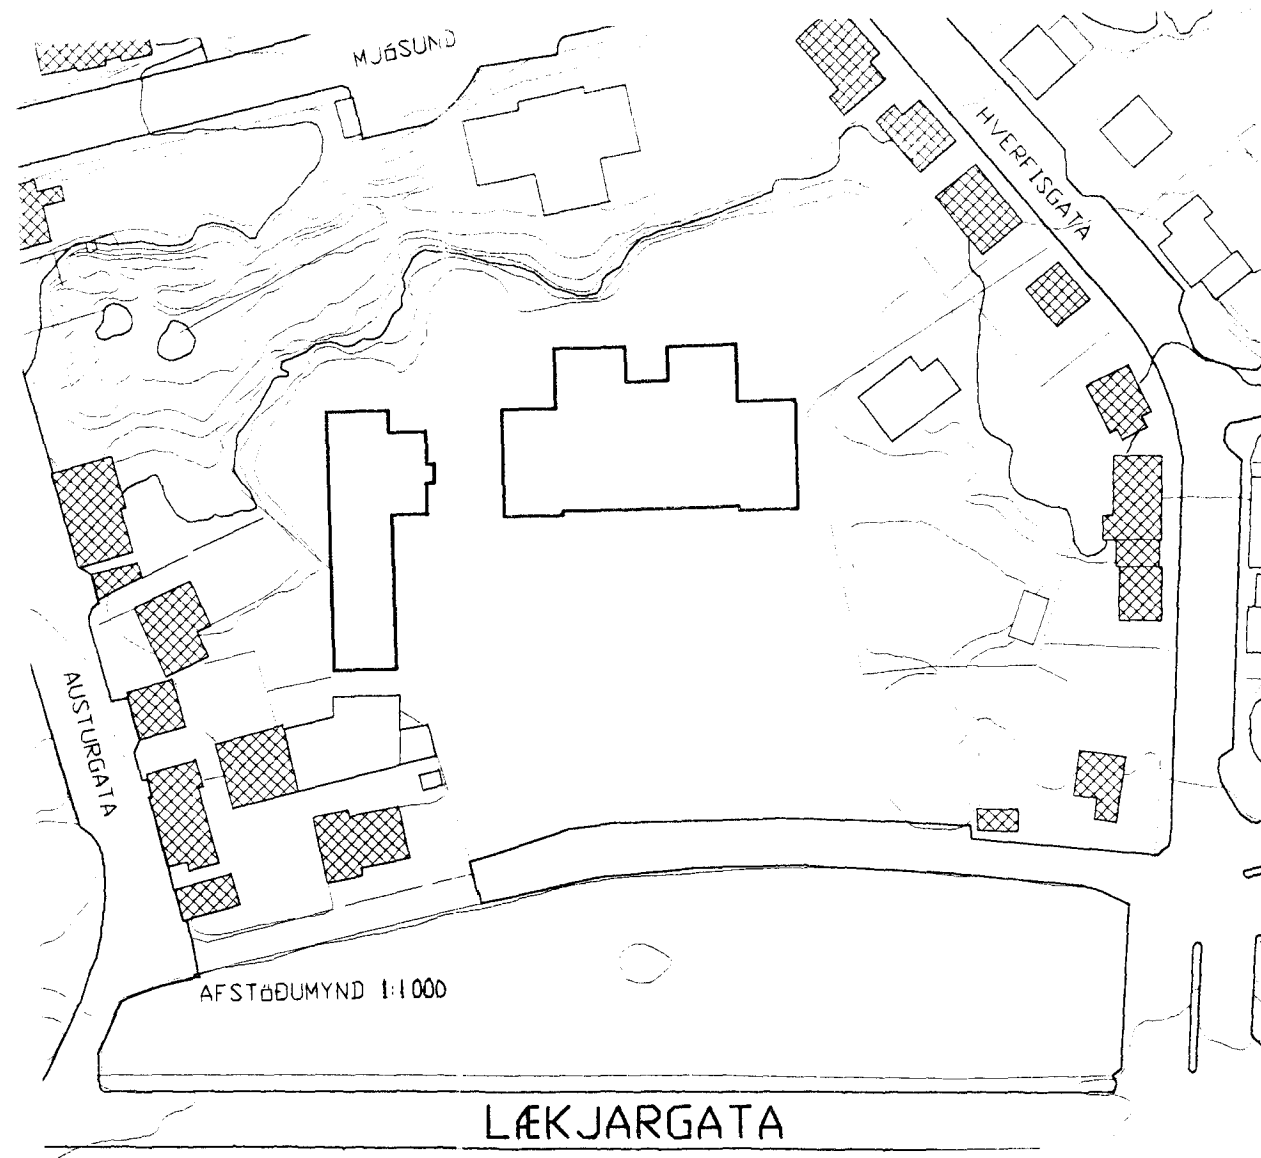 MJÓSUND
HVERFISGATA
AUSTURGATA
AFSTÖÐUMYND 1:1000
LÆKJARGATA